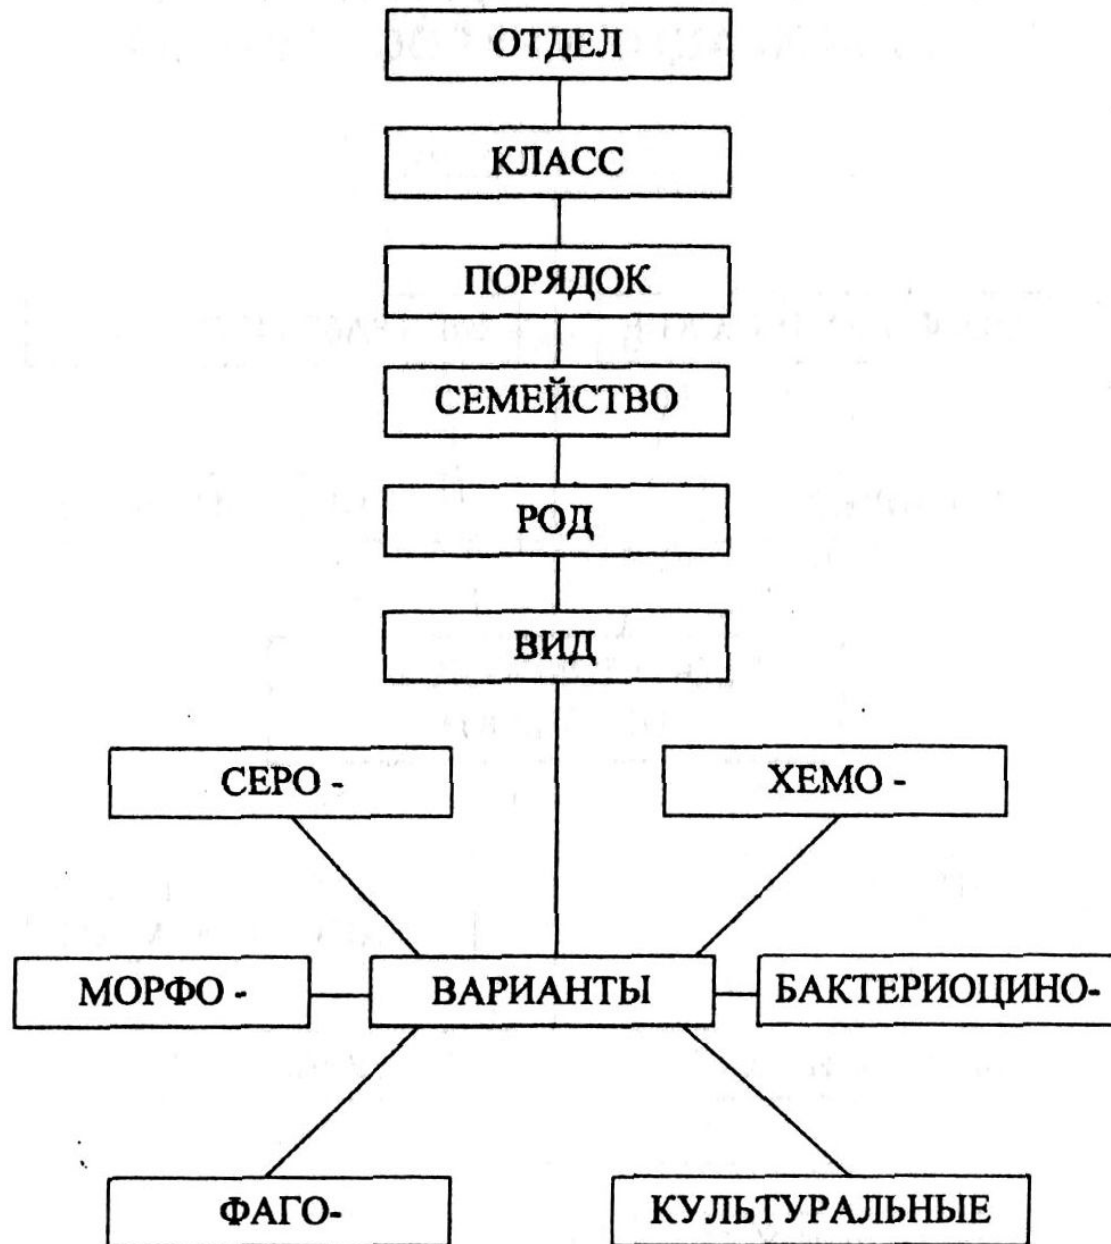 ОТДЕЛ
КЛАСС
ПОРЯДОК
СЕМЕЙСТВО
РОД
ВИД
СЕРО -
ХЕМО -
МОРФО -
ВАРИАНТЫ
БАКТЕРИОЦИНО-
ФАГО-
КУЛЬТУРАЛЬНЫЕ